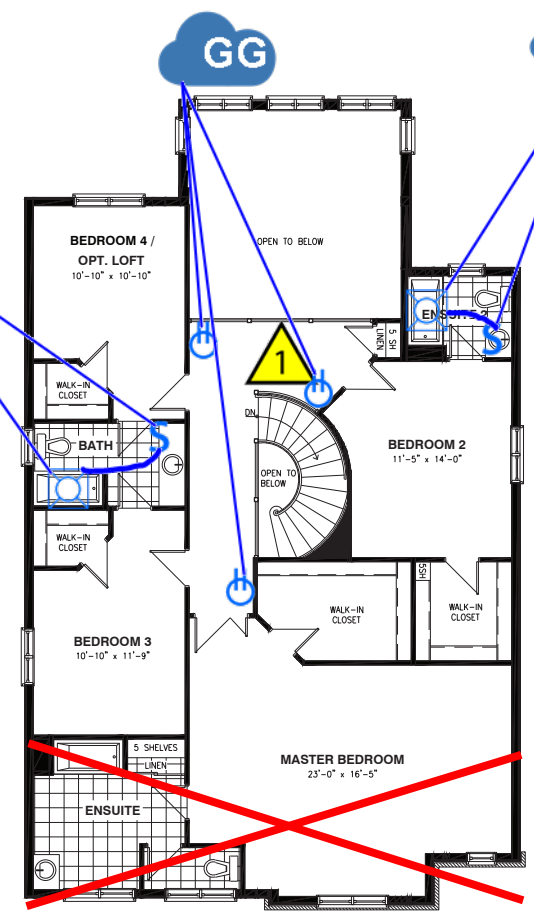 GG
BEDROOM 4 /
OPT. LOFT
10'-10" x 10'-10"
OPEN TO BELOW
ENSUITE 2
LINEN
5 SH
1
WALK-IN
CLOSET
DN
BATH
BEDROOM 2
11'-5" x 14'-0"
OPEN TO
BELOW
WALK-IN
CLOSET
5SH
WALK-IN
CLOSET
WALK-IN
CLOSET
BEDROOM 3
10'-10" x 11'-9"
5 SHELVES
LINEN
MASTER BEDROOM
23'-0" x 16'-5"
ENSUITE